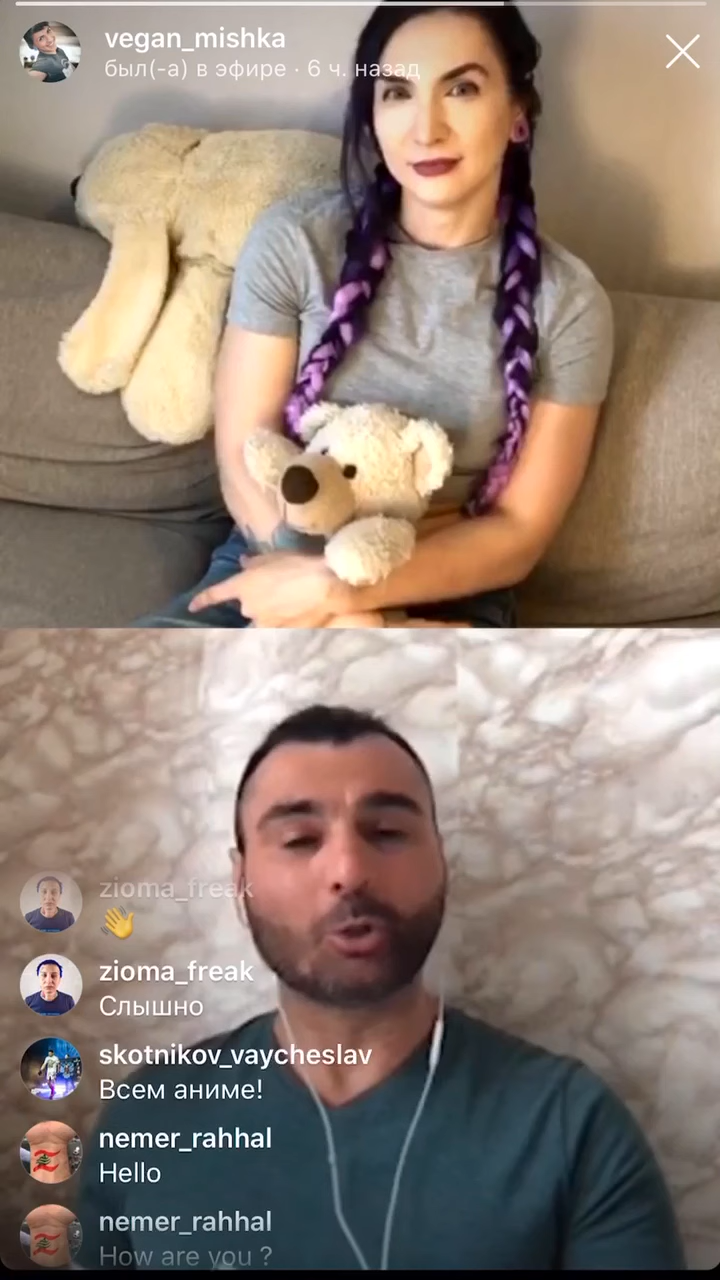 vegan_mishka
был(-а) в эфире · 6 ч. назад
zioma_freak
👋
zioma_freak
Слышно
skotnikov_vaycheslav
Всем аниме!
nemer_rahhal
Hello
nemer_rahhal
How are you ?